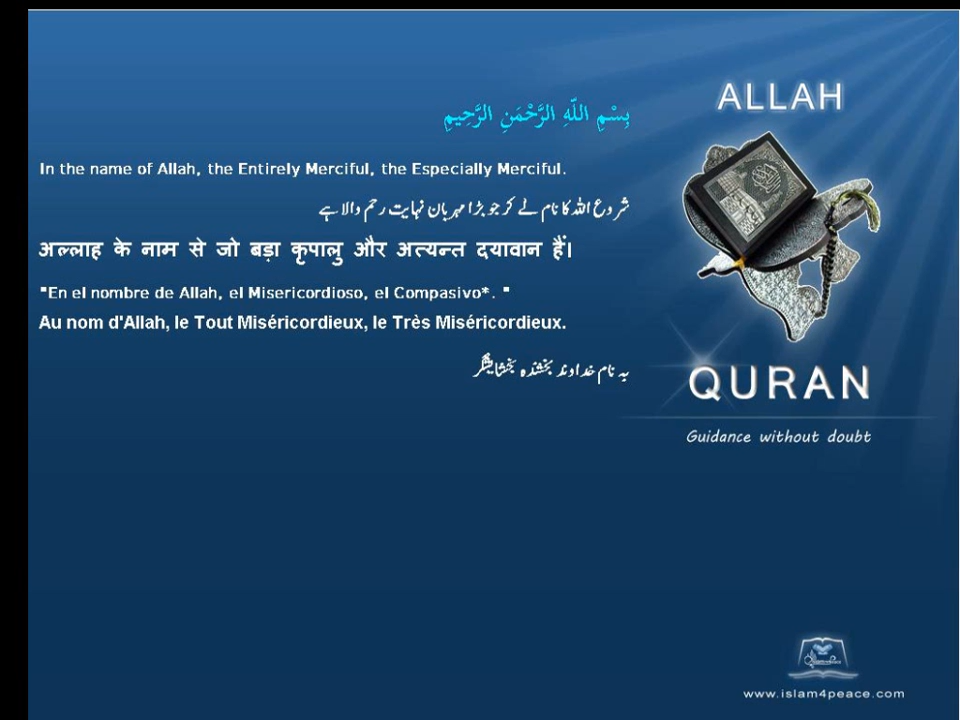 بِسْمِ اللَّهِ الرَّحْمَنِ الرَّحِيمِ
In the name of Allah, the Entirely Merciful, the Especially Merciful.
شروع اللہ کا نام لے کر جو بڑا مہربان نہایت رحم والا ہے
अल्लाह के नाम से जो बड़ा कृपालु और अत्यन्त दयावान हैं।
"En el nombre de Allah, el Misericordioso, el Compasivo*. "
Au nom d'Allah, le Tout Miséricordieux, le Très Miséricordieux.
به نام خداوند بخشنده بخشایشگر
ALLAH
QURAN
Guidance without doubt
www.islam4peace.com